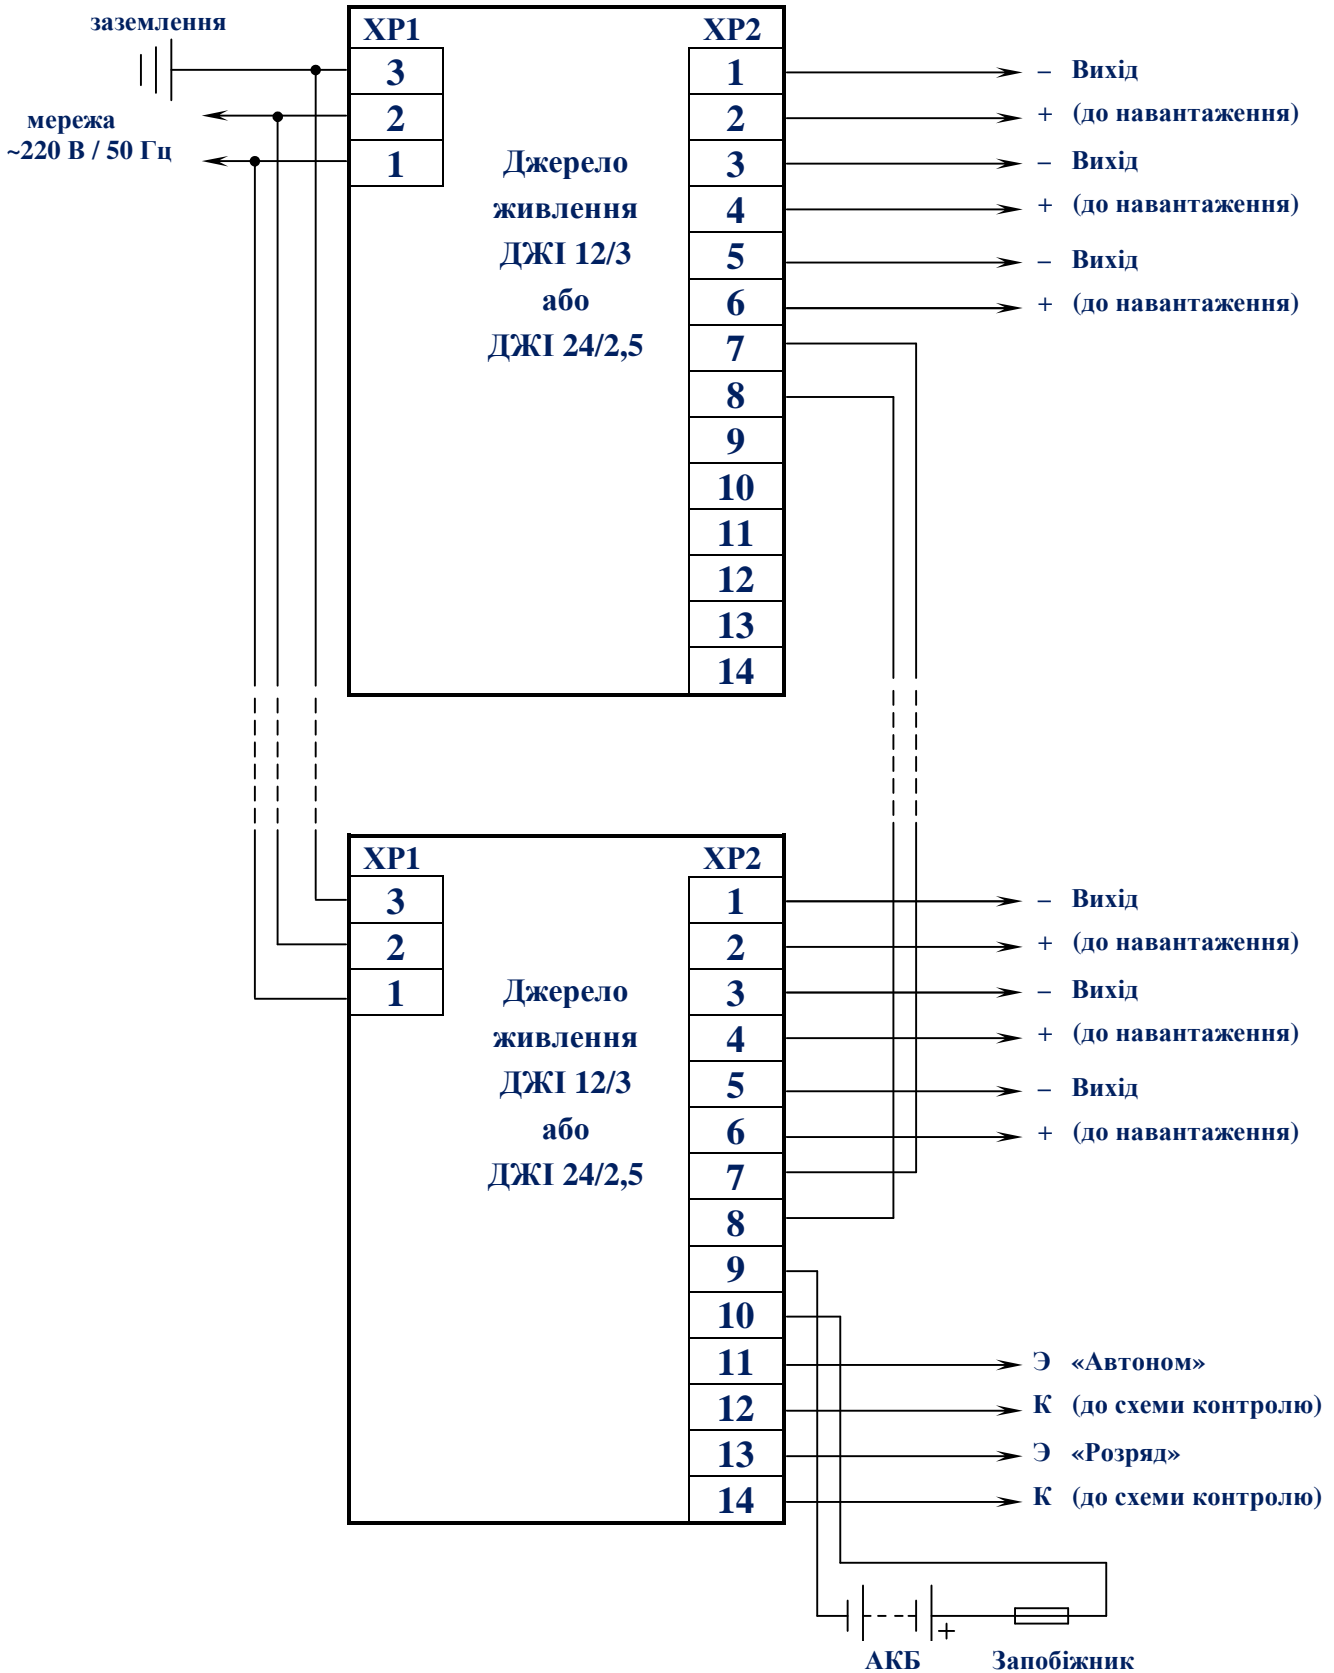 заземлення
мережа
~220 В / 50 Гц
ХР1
3
2
1
Джерело
живлення
ДЖІ 12/3
або
ДЖІ 24/2,5
ХР2
1
2
3
4
5
6
7
8
9
10
11
12
13
14
– Вихід
+ (до навантаження)
– Вихід
+ (до навантаження)
– Вихід
+ (до навантаження)
ХР1
3
2
1
Джерело
живлення
ДЖІ 12/3
або
ДЖІ 24/2,5
ХР2
1
2
3
4
5
6
7
8
9
10
11
12
13
14
– Вихід
+ (до навантаження)
– Вихід
+ (до навантаження)
– Вихід
+ (до навантаження)
Э «Автоном»
К (до схеми контролю)
Э «Розряд»
К (до схеми контролю)
+
АКБ Запобіжник